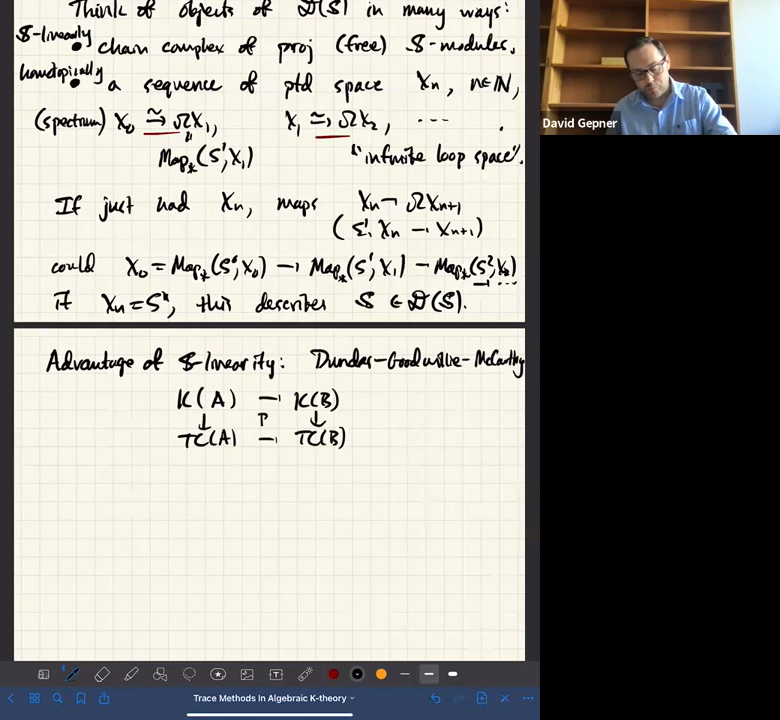 Think of objects of 𝒟(𝕊) in many ways:
𝕊-linearly • chain complex of proj (free) 𝕊-modules,
homotopically • a sequence of ptd space Xn, n∈ℕ,
(spectrum) X₀ ≃→ ΩX₁, X₁ ≃→ ΩX₂, ⋯ .
Map∗(S¹, X₁) "infinite loop space".
If just had Xn, maps Xn → ΩXn+1
(Σ Xn → Xn+1)
could X₀ = Map∗(S⁰, X₀) → Map∗(S¹, X₁) → Map∗(S², X₂) → ⋯
If Xn = Sⁿ, this describes 𝕊 ∈ 𝒟(𝕊).
Advantage of 𝕊-linearity: Dundas-Goodwillie-McCarthy
K(A) → K(B)
↓ ↓
TC(A) → TC(B)
David Gepner
Trace Methods In Algebraic K-theory